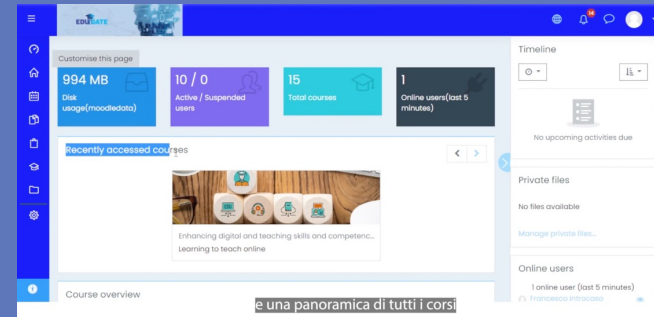 EDUGATE
14
Customise this page
994 MB
Disk
usage(moodledata)
10 / 0
Active / Suspended
users
15
Total courses
1
Online users(last 5
minutes)
Recently accessed courses
Enhancing digital and teaching skills and competenc...
Learning to teach online
Course overview
Timeline
No upcoming activities due
Private files
No files available
Manage private files...
Online users
1 online user (last 5 minutes)
Francesco Intracoso
e una panoramica di tutti i corsi